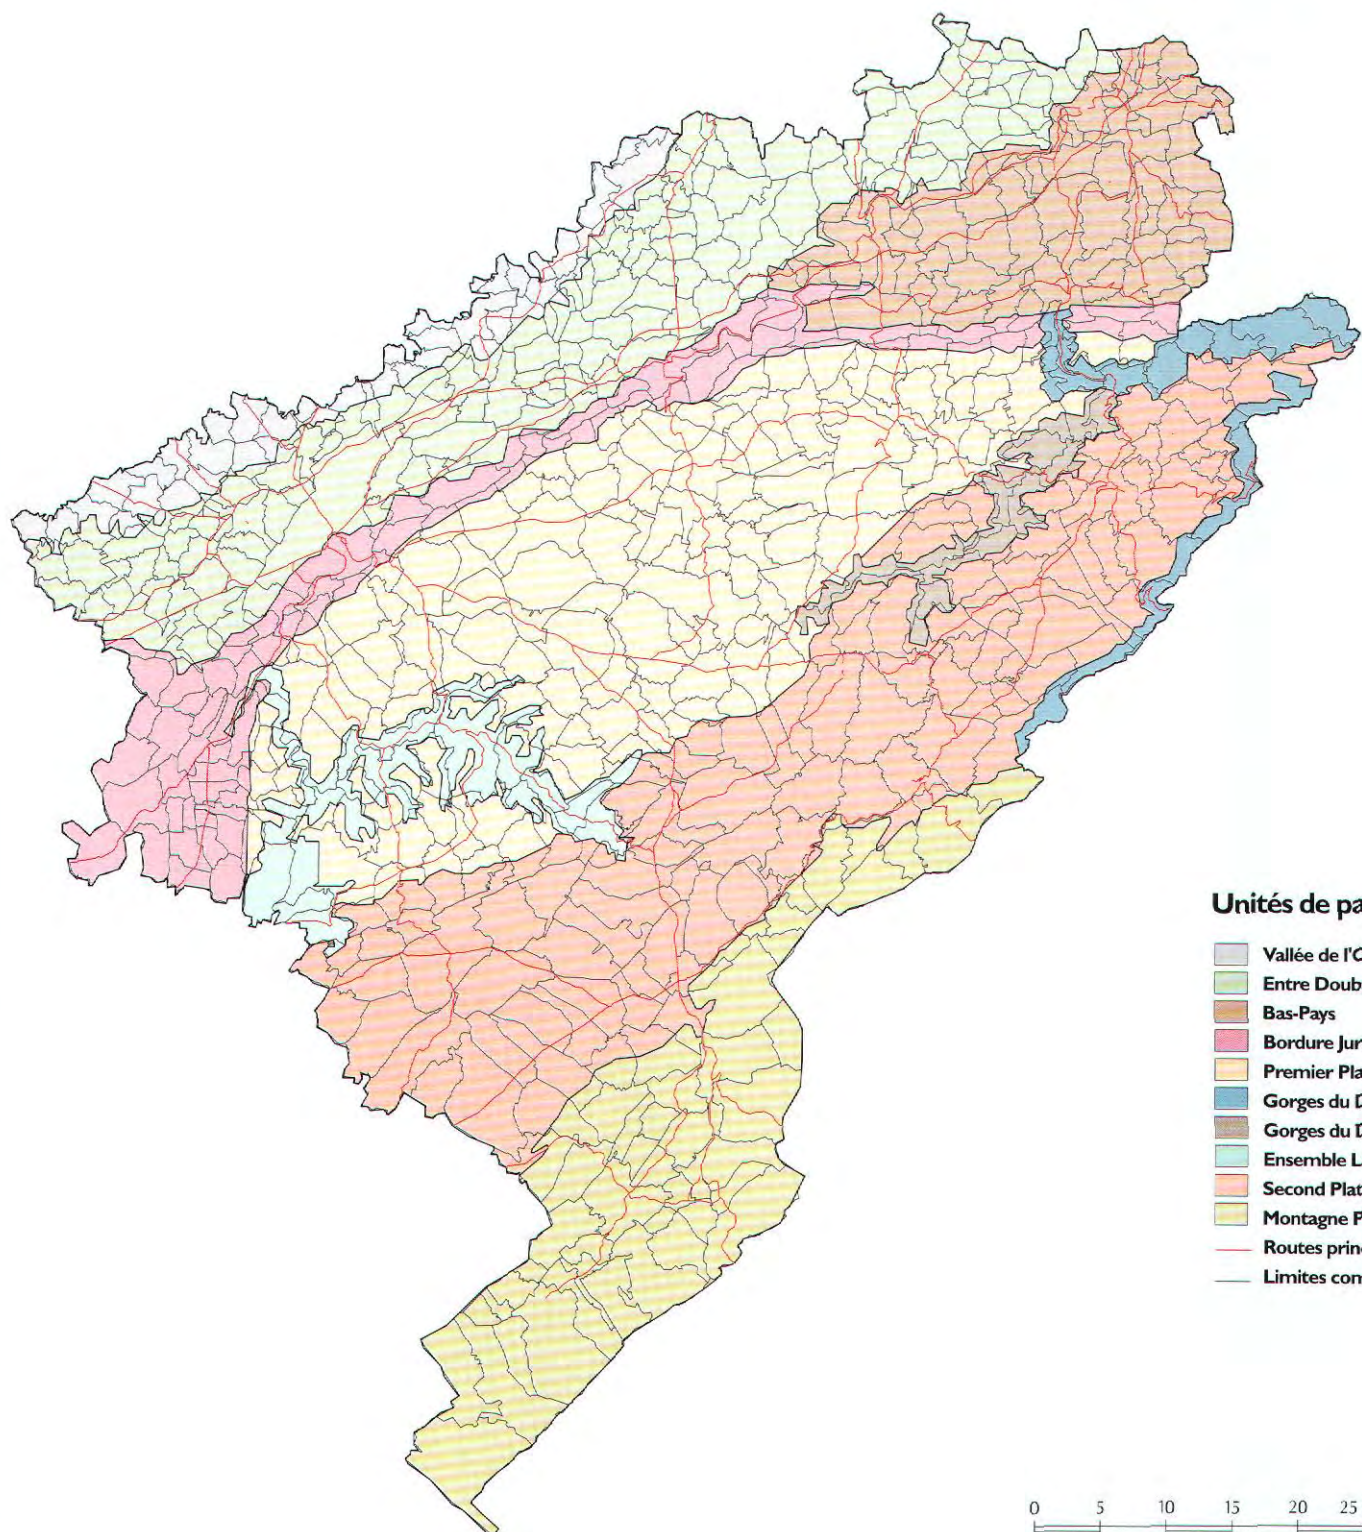 Unités de pa
Vallée de l'O
Entre Doub
Bas-Pays
Bordure Jur
Premier Pla
Gorges du D
Gorges du D
Ensemble L
Second Plat
Montagne P
Routes prin
Limites com
0 5 10 15 20 25